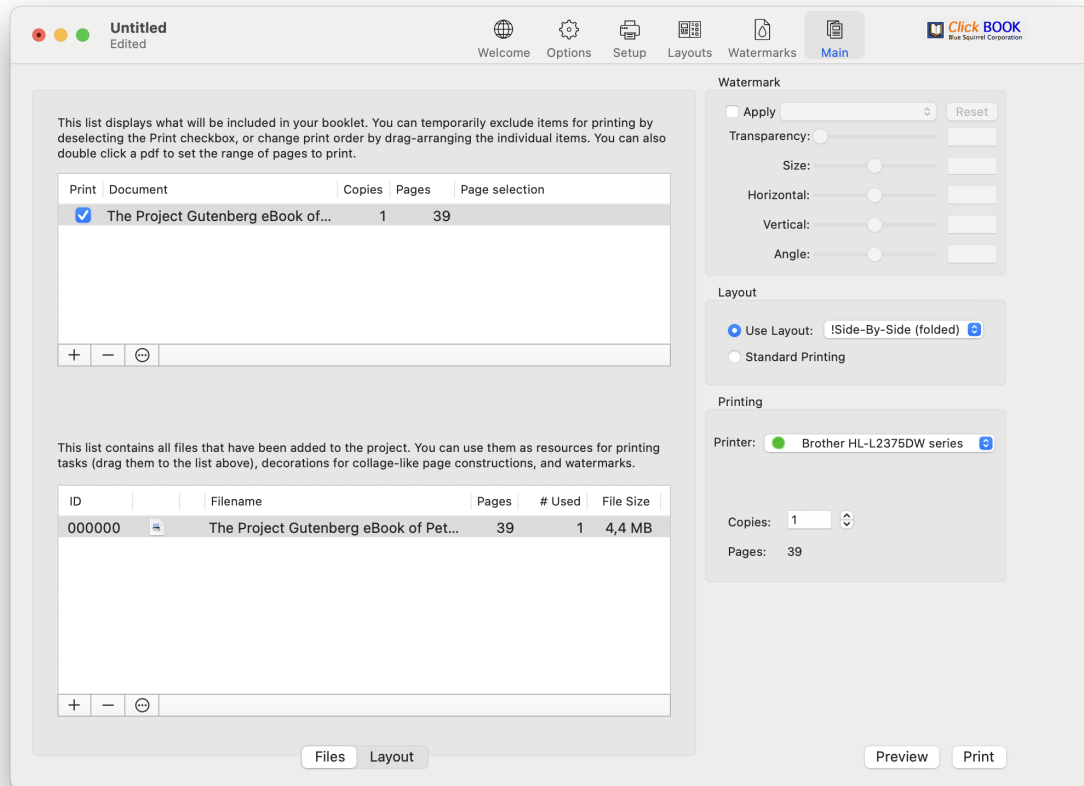 Untitled
Edited
Welcome
Options
Setup
Layouts
Watermarks
Main
Click BOOK
Blue Squirrel Corporation
This list displays what will be included in your booklet. You can temporarily exclude items for printing by
deselecting the Print checkbox, or change print order by drag-arranging the individual items. You can also
double click a pdf to set the range of pages to print.
Print Document Copies Pages Page selection
The Project Gutenberg eBook of... 1 39
This list contains all files that have been added to the project. You can use them as resources for printing
tasks (drag them to the list above), decorations for collage-like page constructions, and watermarks.
ID Filename Pages # Used File Size
000000 The Project Gutenberg eBook of Pet... 39 1 4,4 MB
Files
Layout
Watermark
Apply
Reset
Transparency:
Size:
Horizontal:
Vertical:
Angle:
Layout
Use Layout: !Side-By-Side (folded)
Standard Printing
Printing
Printer: Brother HL-L2375DW series
Copies: 1
Pages: 39
Preview
Print